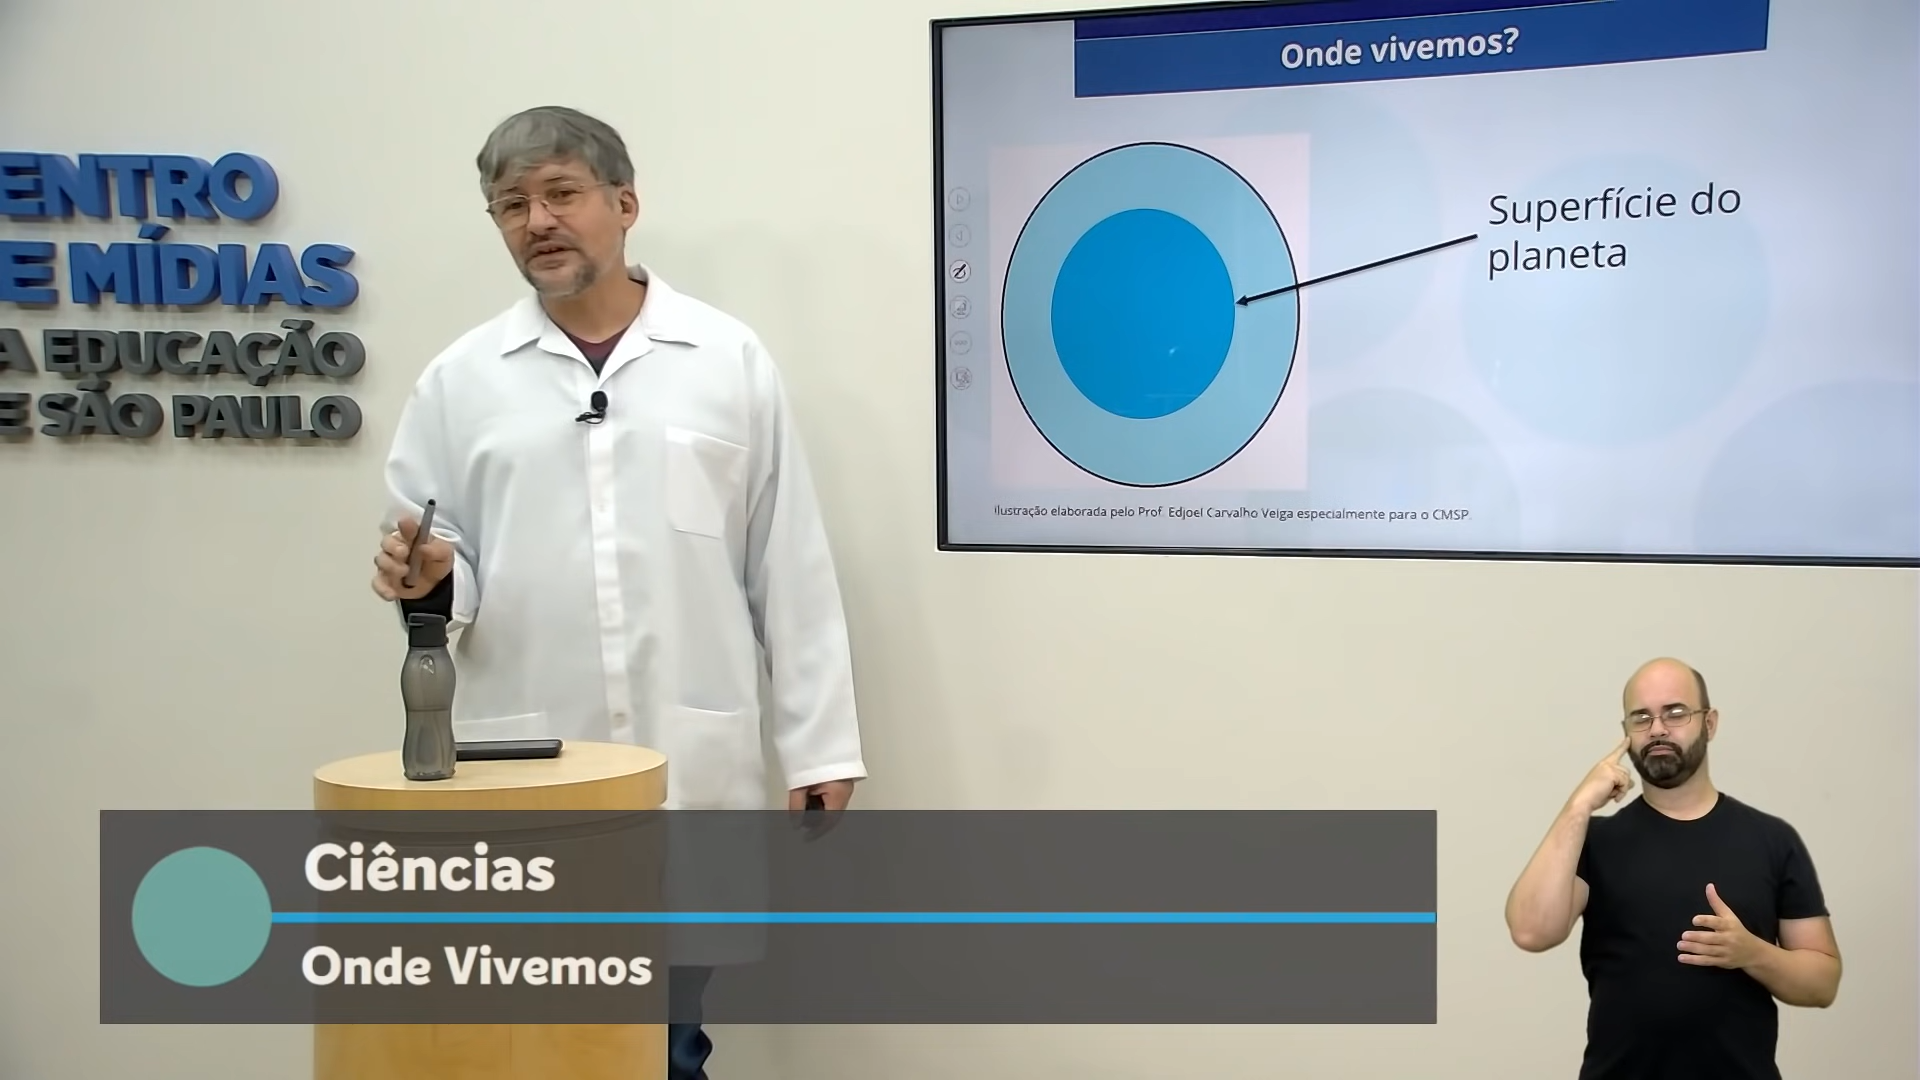 ENTRO
E MÍDIAS
A EDUCAÇÃO
E SÃO PAULO
Onde vivemos?
Superfície do
planeta
Ilustração elaborada pelo Prof. Edjoel Carvalho Veiga especialmente para o CMSP.
Ciências
Onde Vivemos